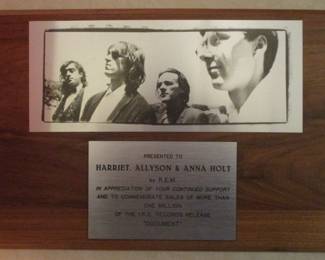 PRESENTED TO
HARRIET, ALLYSON & ANNA HOLT
by R.E.M.
IN APPRECIATION OF YOUR CONTINUED SUPPORT
AND TO COMMEMORATE SALES OF MORE THAN
ONE MILLION
OF THE I.R.S. RECORDS RELEASE
"DOCUMENT"